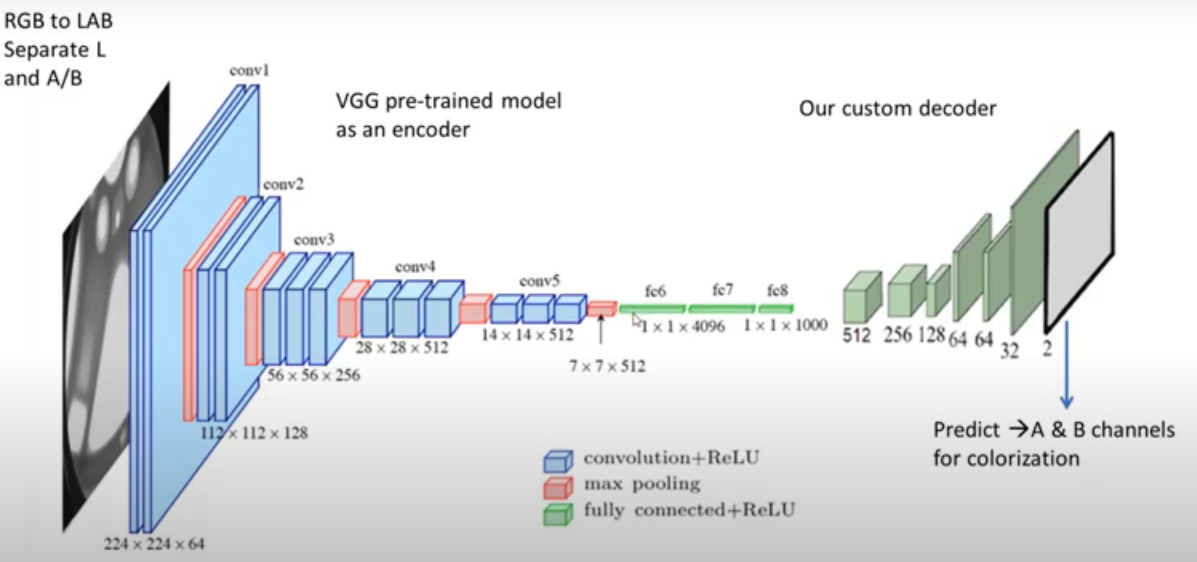 RGB to LAB
Separate L
and A/B
conv1
VGG pre-trained model
as an encoder
Our custom decoder
conv2
conv3
conv4
conv5
fc6
fc7
fc8
1 × 1 × 4096
1 × 1 × 1000
14 × 14 × 512
28 × 28 × 512
7 × 7 × 512
56 × 56 × 256
112 × 112 × 128
224 × 224 × 64
512
256
128
64
64
32
2
Predict →A & B channels
for colorization
convolution+ReLU
max pooling
fully connected+ReLU